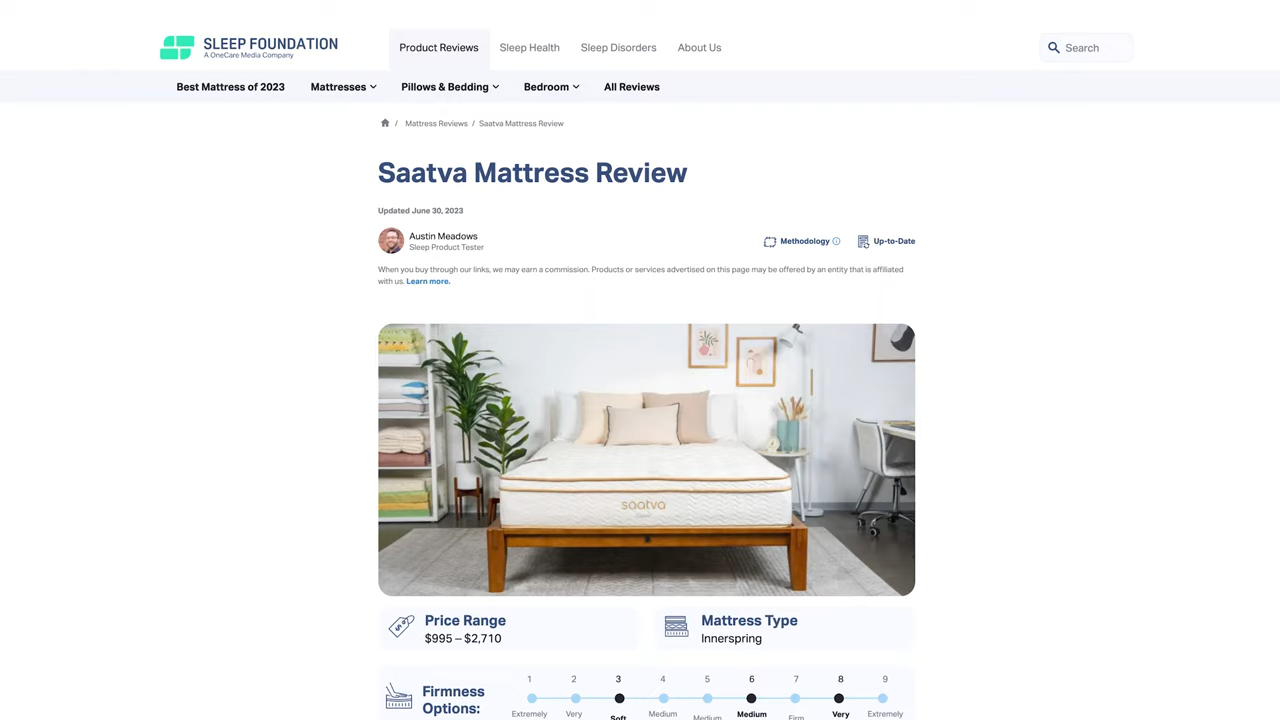 SLEEP FOUNDATION
A OneCare Media Company
Product Reviews
Sleep Health
Sleep Disorders
About Us
Search
Best Mattress of 2023
Mattresses
Pillows & Bedding
Bedroom
All Reviews
/ Mattress Reviews / Saatva Mattress Review
Saatva Mattress Review
Updated June 30, 2023
Austin Meadows
Sleep Product Tester
Methodology
Up-to-Date
When you buy through our links, we may earn a commission. Products or services advertised on this page may be offered by an entity that is affiliated
with us. Learn more.
saatva
Price Range
$995 – $2,710
Mattress Type
Innerspring
Firmness
Options:
1 2 3 4 5 6 7 8 9
Extremely Very Soft Medium Medium Medium Firm Very Extremely